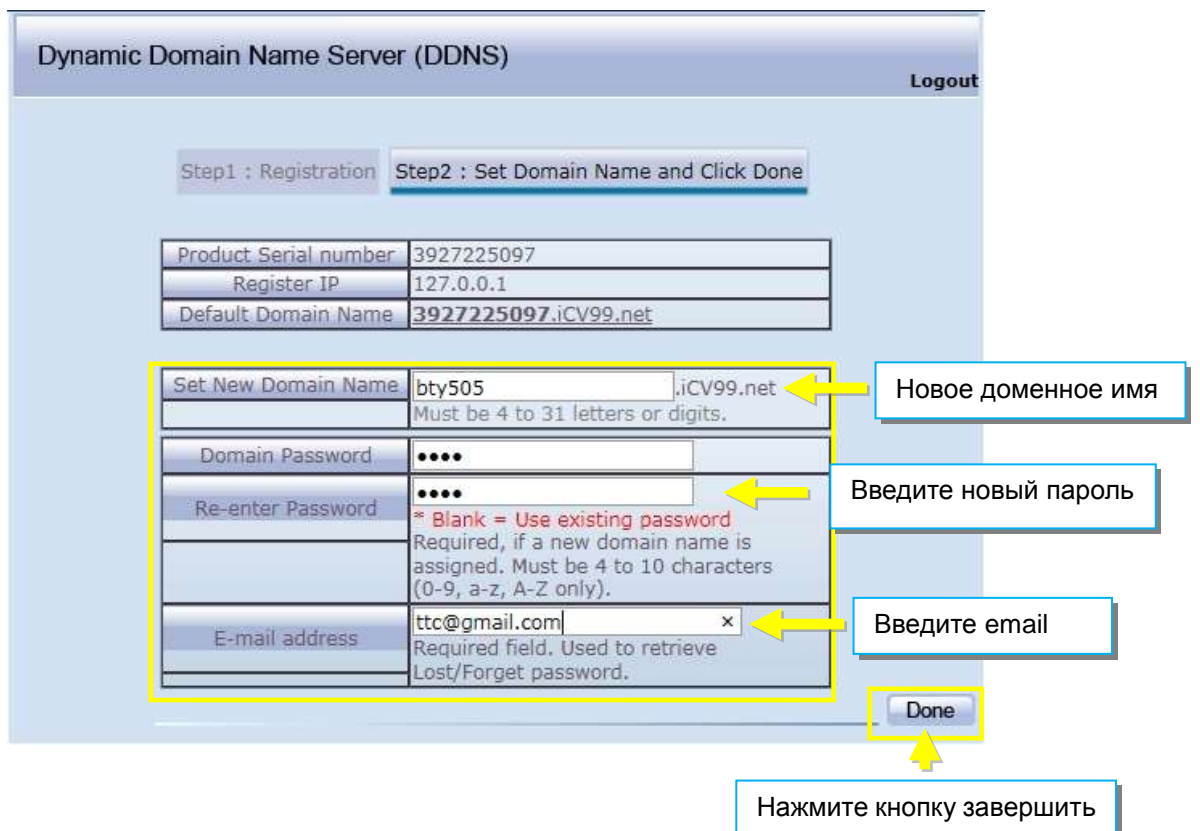 Dynamic Domain Name Server (DDNS)
Logout
Step1 : Registration
Step2 : Set Domain Name and Click Done
Product Serial number 3927225097
Register IP 127.0.0.1
Default Domain Name 3927225097.iCV99.net
Set New Domain Name bty505 .iCV99.net
Новое доменное имя
Must be 4 to 31 letters or digits.
Domain Password ••••
Re-enter Password ••••
Введите новый пароль
* Blank = Use existing password
Required, if a new domain name is
assigned. Must be 4 to 10 characters
(0-9, a-z, A-Z only).
E-mail address ttc@gmail.com ×
Введите email
Required field. Used to retrieve
Lost/Forget password.
Done
Нажмите кнопку завершить